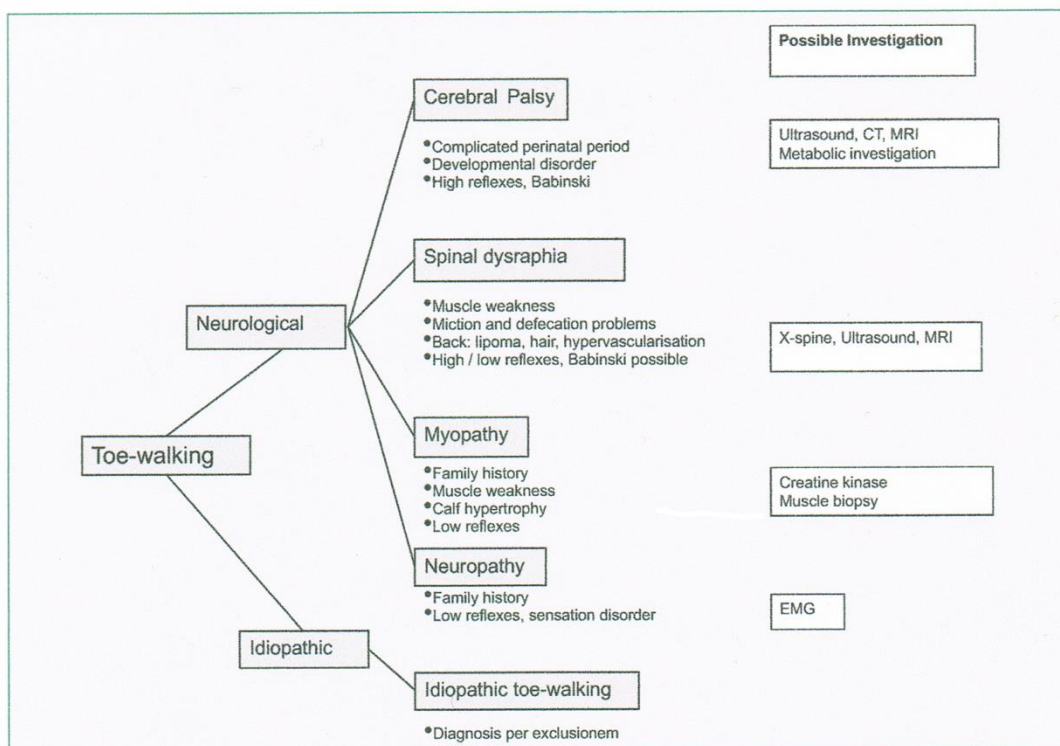 Possible Investigation
Cerebral Palsy
•Complicated perinatal period
•Developmental disorder
•High reflexes, Babinski
Ultrasound, CT, MRI
Metabolic investigation
Spinal dysraphia
•Muscle weakness
•Miction and defecation problems
•Back: lipoma, hair, hypervascularisation
•High / low reflexes, Babinski possible
X-spine, Ultrasound, MRI
Neurological
Toe-walking
Myopathy
•Family history
•Muscle weakness
•Calf hypertrophy
•Low reflexes
Creatine kinase
Muscle biopsy
Neuropathy
•Family history
•Low reflexes, sensation disorder
EMG
Idiopathic
Idiopathic toe-walking
•Diagnosis per exclusionem